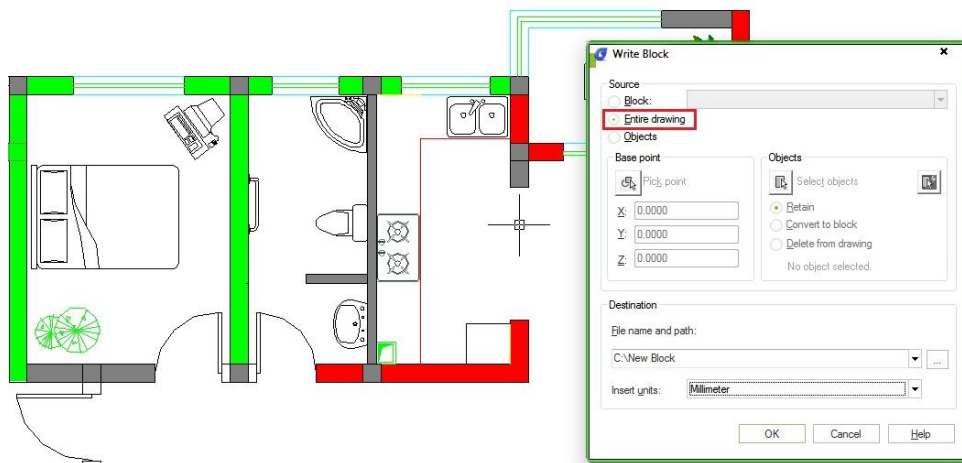 Write Block
Source
Block:
Entire drawing
Objects
Base point
Pick point
X: 0.0000
Y: 0.0000
Z: 0.0000
Objects
Select objects
Retain
Convert to block
Delete from drawing
No object selected.
Destination
File name and path:
C:\New Block
...
Insert units: Millimeter
OK Cancel Help